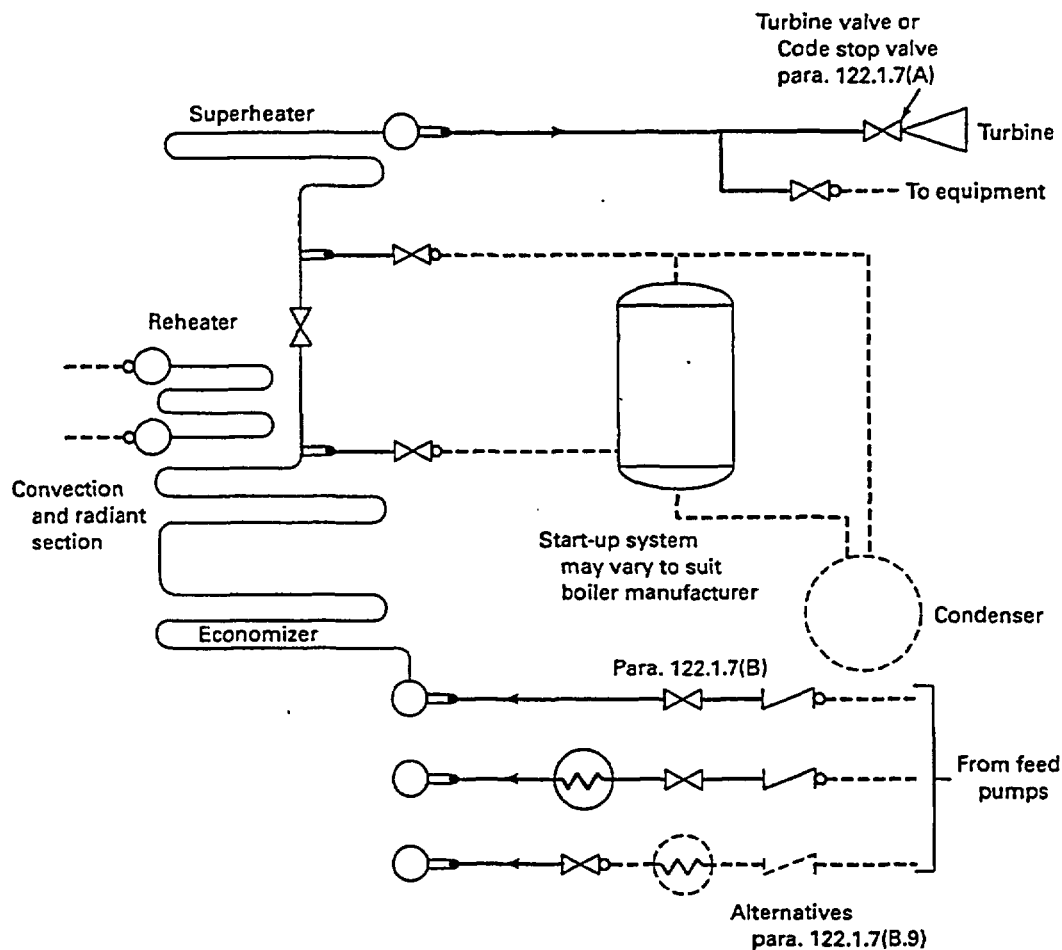 Turbine valve or
Code stop valve
para. 122.1.7(A)
Superheater
Turbine
To equipment
Reheater
Convection
and radiant
section
Start-up system
may vary to suit
boiler manufacturer
Condenser
Economizer
Para. 122.1.7(B)
From feed
pumps
Alternatives
para. 122.1.7(B.9)